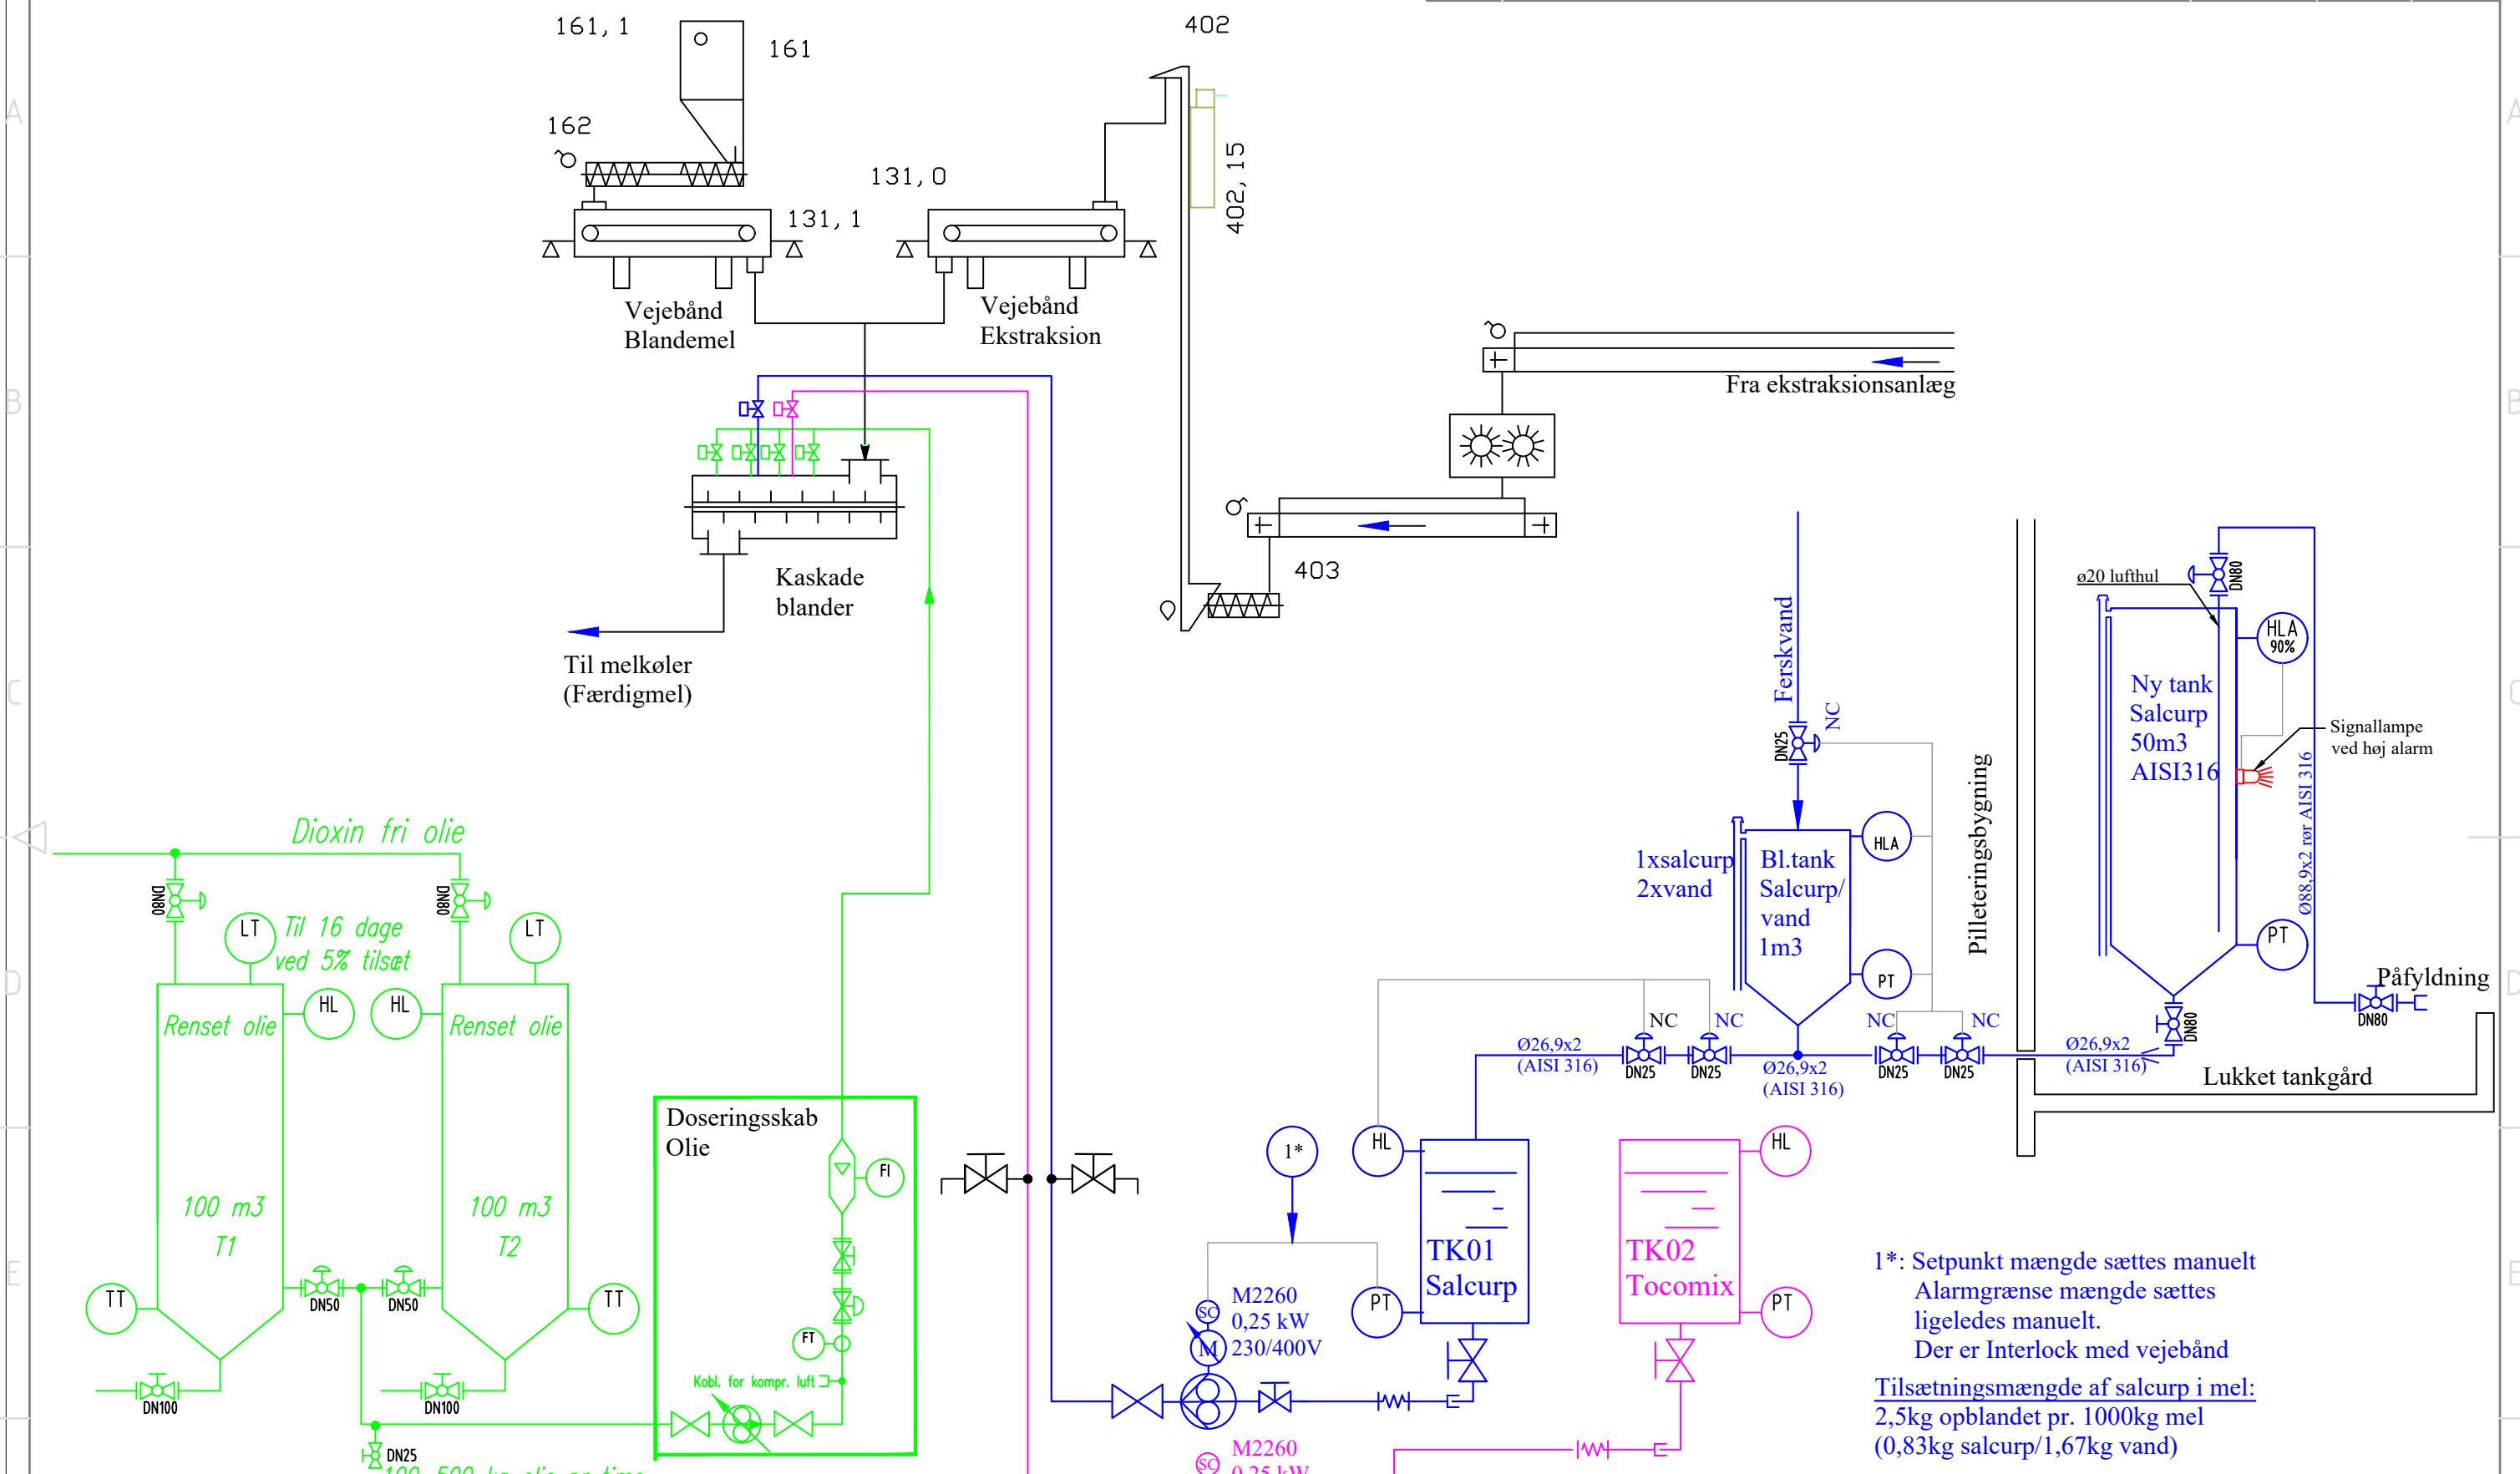 161, 1
161
402
A
A
162
402, 15
131, 0
131, 1
Vejebånd
Blandemel
Vejebånd
Ekstraksion
Fra ekstraksionsanlæg
B
B
Kaskade
blander
403
Til melkøler
(Færdigmel)
C
C
Ferskvand
NC
DN25
ø20 lufthul
DN80
HLA
90%
Ny tank
Salcurp
50m3
AISI316
Signallampe
ved høj alarm
Ø88,9x2 rør AISI 316
Pilleteringsbygning
Dioxin fri olie
DN80
DN80
LT
Til 16 dage
ved 5% tilsæt
LT
HL
HL
Renset olie
Renset olie
1xsalcurp
2xvand
Bl.tank
Salcurp/
vand
1m3
HLA
PT
PT
Påfyldning
DN80
DN80
D
D
NC
NC
NC
NC
Ø26,9x2
(AISI 316)
DN25
DN25
Ø26,9x2
(AISI 316)
DN25
DN25
Ø26,9x2
(AISI 316)
Lukket tankgård
Doseringsskab
Olie
FI
1*
HL
HL
100 m3
T1
100 m3
T2
TK01
Salcurp
TK02
Tocomix
E
E
TT
DN50
DN50
TT
FT
SC
M
M2260
0,25 kW
230/400V
PT
PT
1*: Setpunkt mængde sættes manuelt
Alarmgrænse mængde sættes
ligeledes manuelt.
Der er Interlock med vejebånd
Tilsætningsmængde af salcurp i mel:
2,5kg opblandet pr. 1000kg mel
(0,83kg salcurp/1,67kg vand)
Kobl. for kompr. luft
DN100
DN100
DN25
SC
M2260
0,25 kW